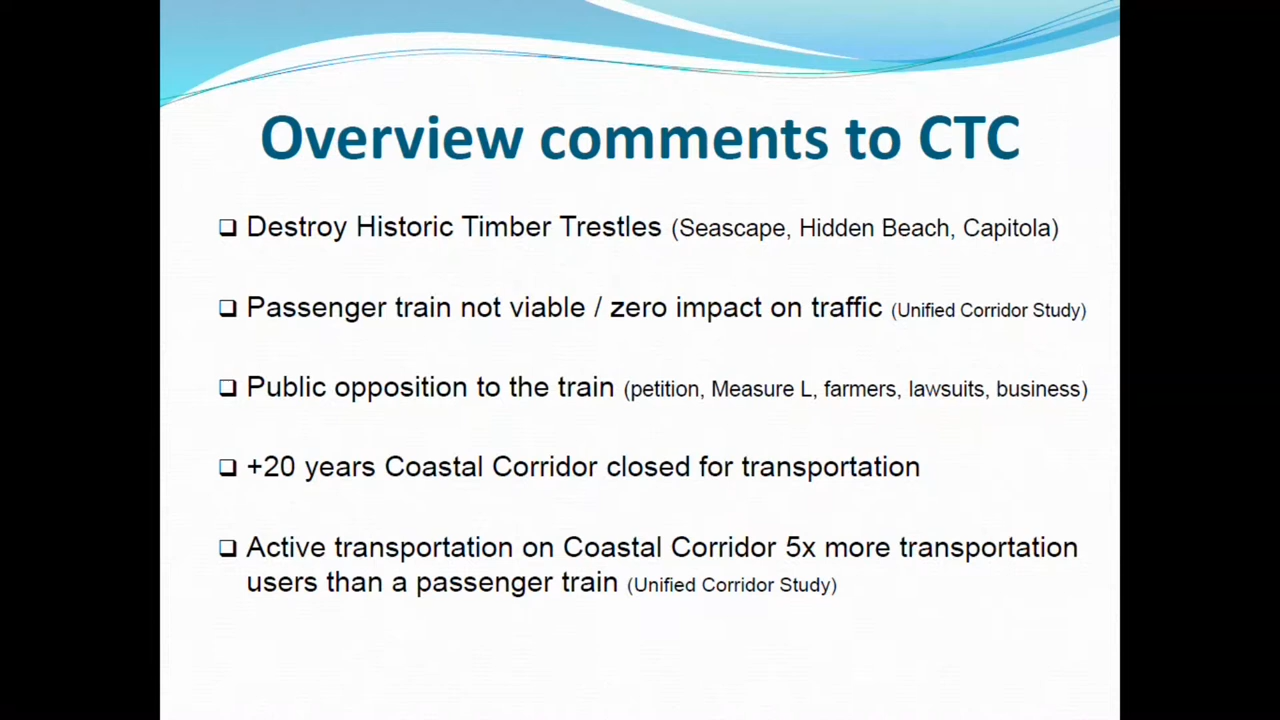 Overview comments to CTC
Destroy Historic Timber Trestles (Seascape, Hidden Beach, Capitola)
Passenger train not viable / zero impact on traffic (Unified Corridor Study)
Public opposition to the train (petition, Measure L, farmers, lawsuits, business)
+20 years Coastal Corridor closed for transportation
Active transportation on Coastal Corridor 5x more transportation
users than a passenger train (Unified Corridor Study)